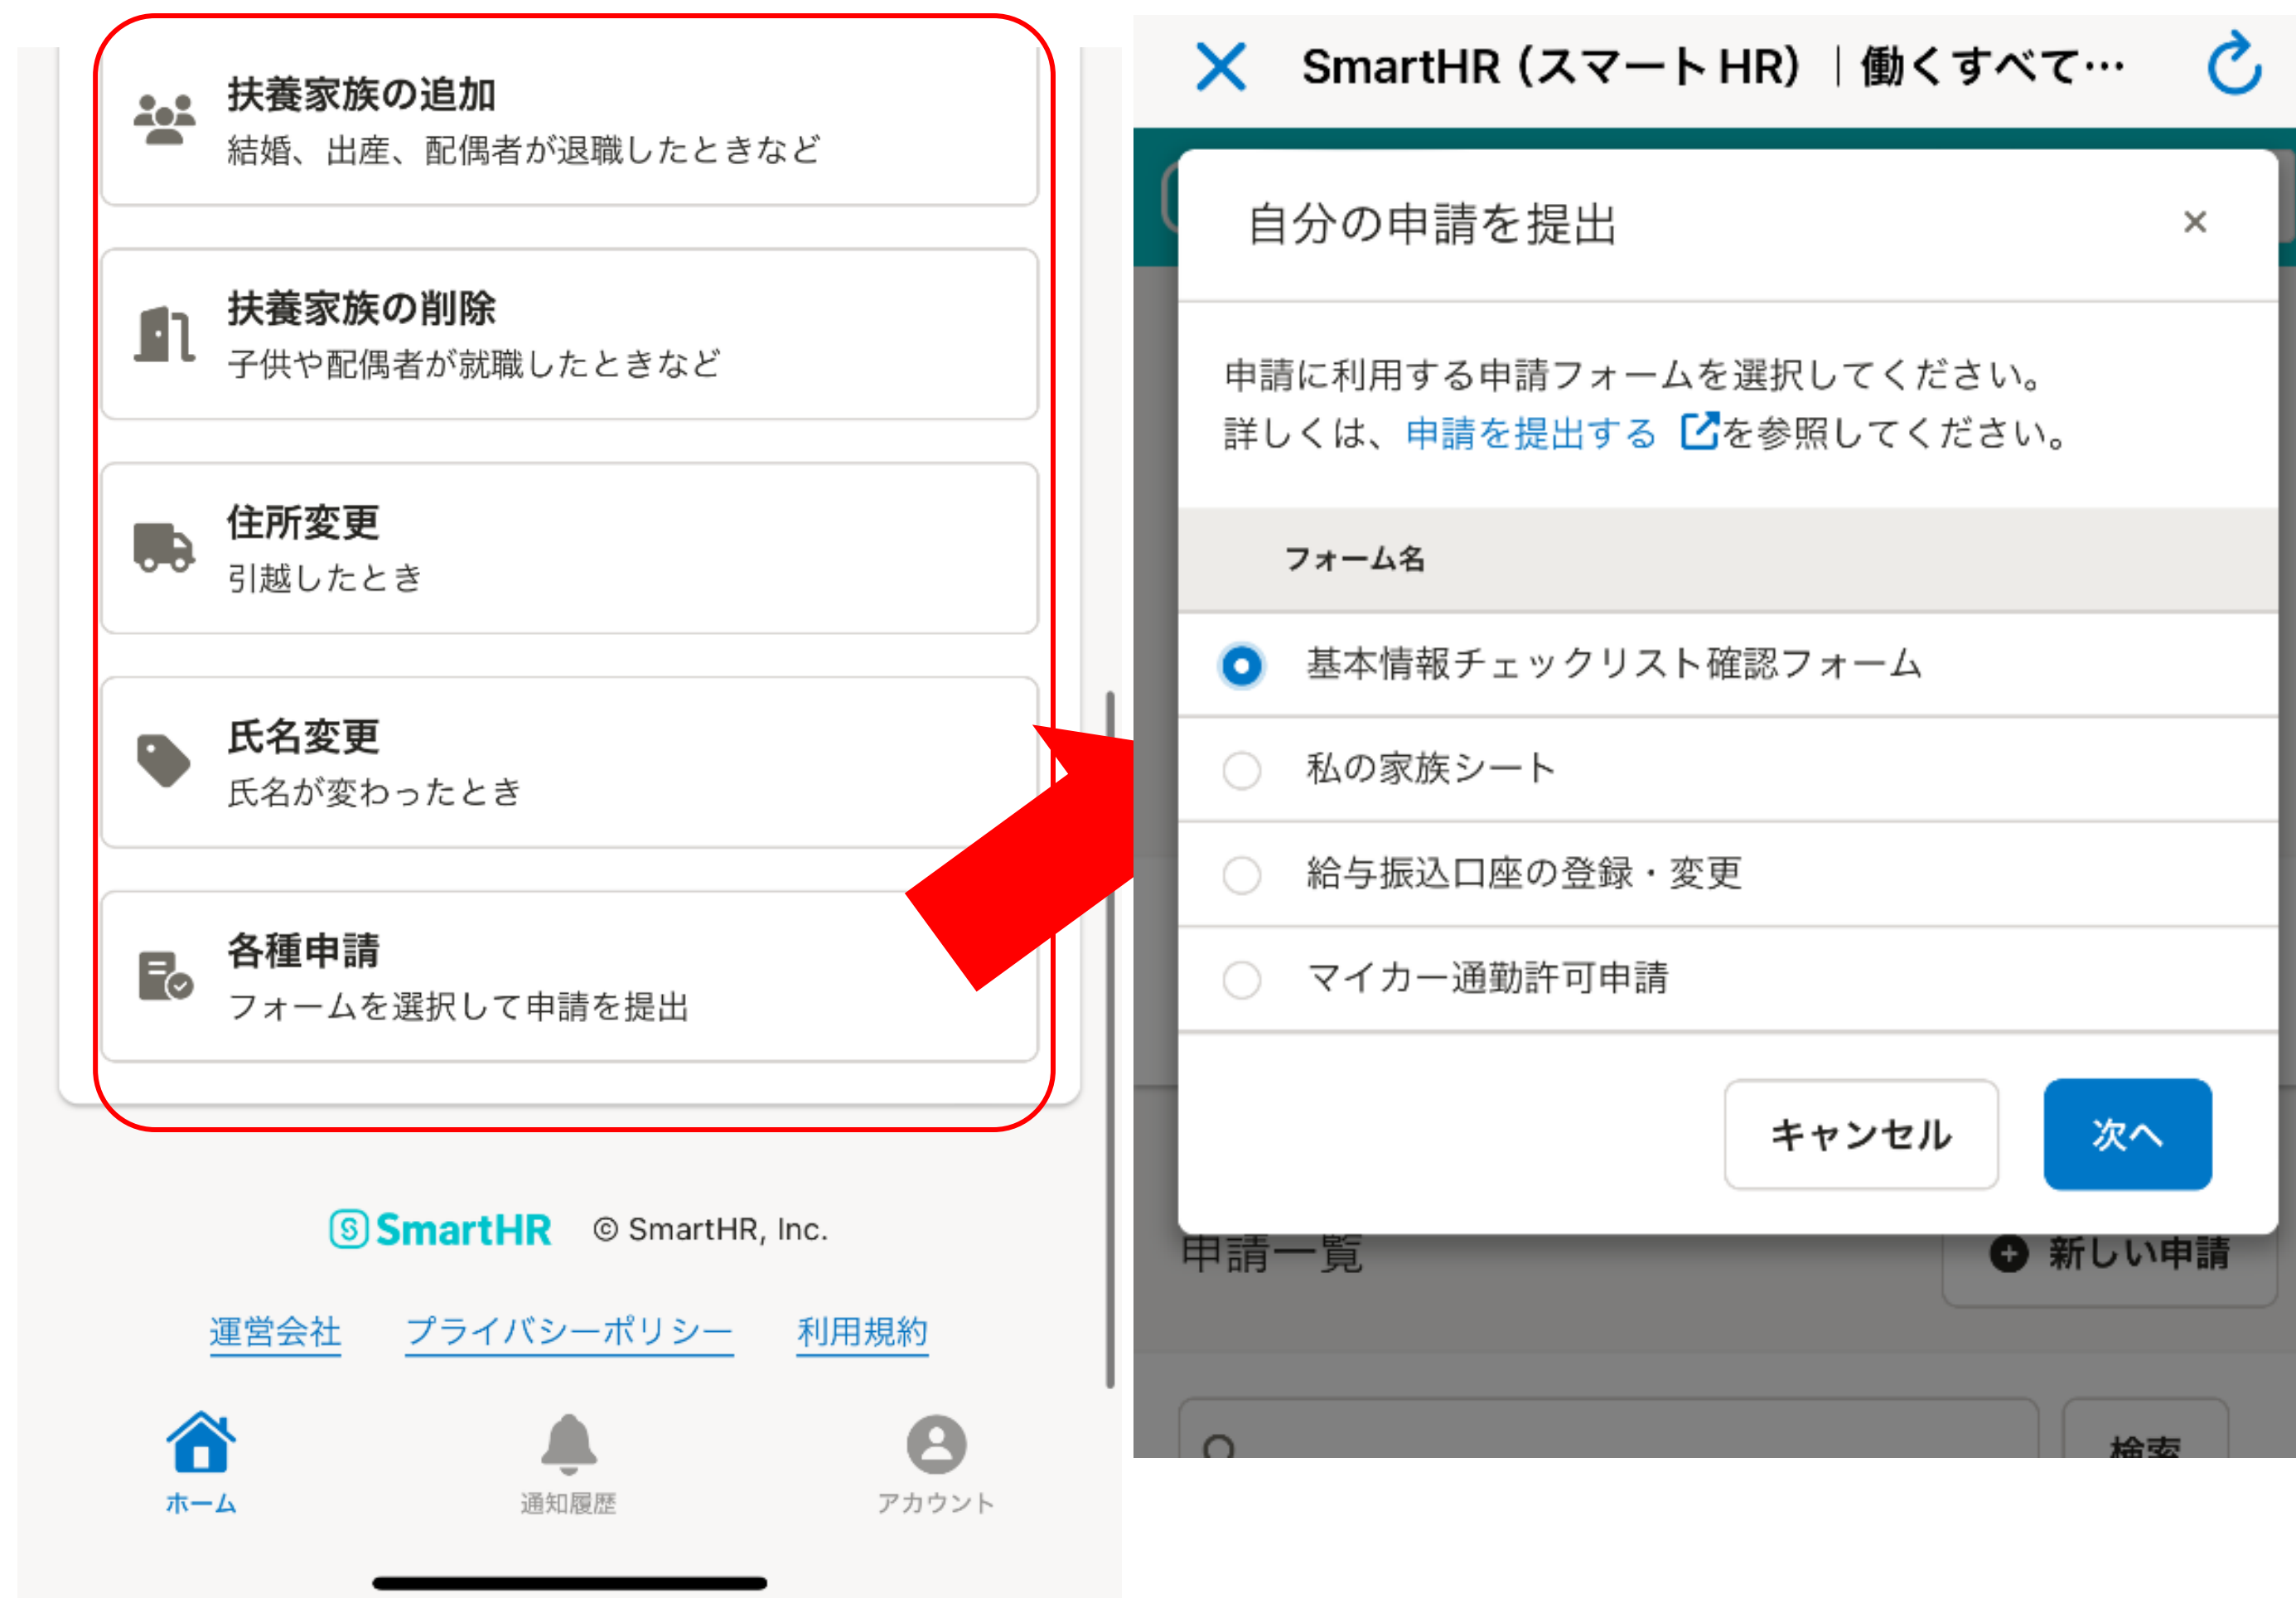 扶養家族の追加
結婚、出産、配偶者が退職したときなど
扶養家族の削除
子供や配偶者が就職したときなど
住所変更
引越したとき
氏名変更
氏名が変わったとき
各種申請
フォームを選択して申請を提出
SmartHR © SmartHR, Inc.
運営会社 プライバシーポリシー 利用規約
ホーム 通知履歴 アカウント
SmartHR（スマートHR）｜働くすべて…
自分の申請を提出
申請に利用する申請フォームを選択してください。
詳しくは、申請を提出する を参照してください。
フォーム名
基本情報チェックリスト確認フォーム
私の家族シート
給与振込口座の登録・変更
マイカー通勤許可申請
キャンセル 次へ
申請一覧 新しい申請
検索